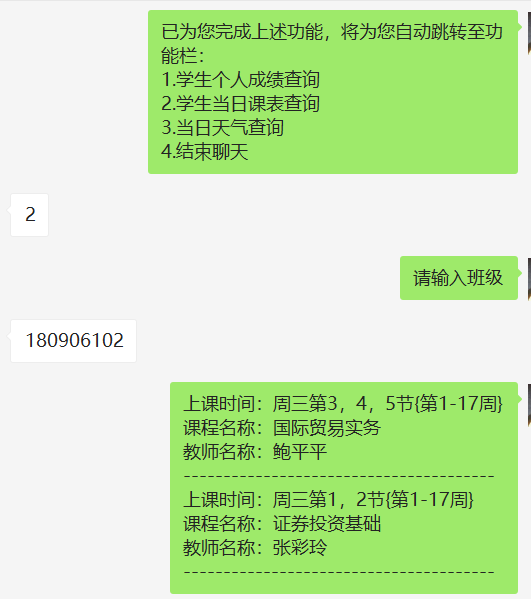 已为您完成上述功能，将为您自动跳转至功
能栏：
1.学生个人成绩查询
2.学生当日课表查询
3.当日天气查询
4.结束聊天
2
请输入班级
180906102
上课时间：周三第3，4，5节{第1-17周}
课程名称：国际贸易实务
教师名称：鲍平平
---------------------------------------
上课时间：周三第1，2节{第1-17周}
课程名称：证券投资基础
教师名称：张彩玲
---------------------------------------